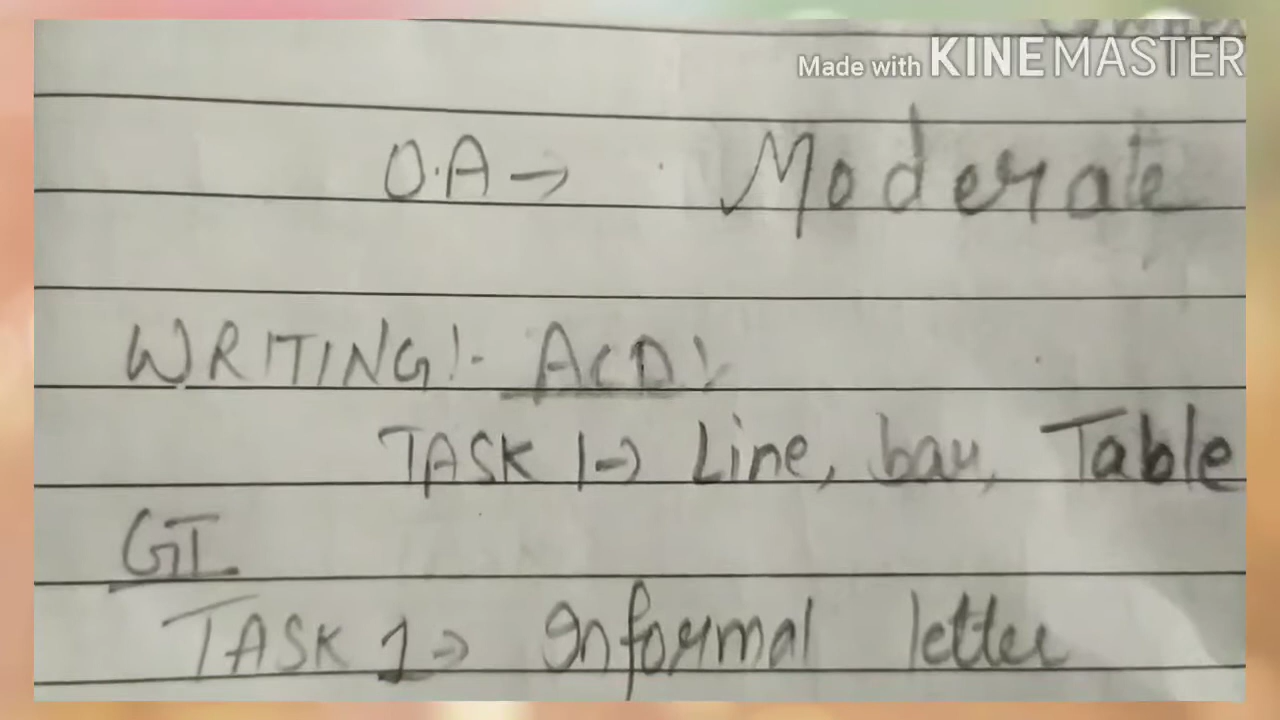 Made with KINEMASTER
O.A → Moderate
WRITING:- ACD:
TASK 1→ Line, bar, Table
GT
TASK 1→ Informal letter